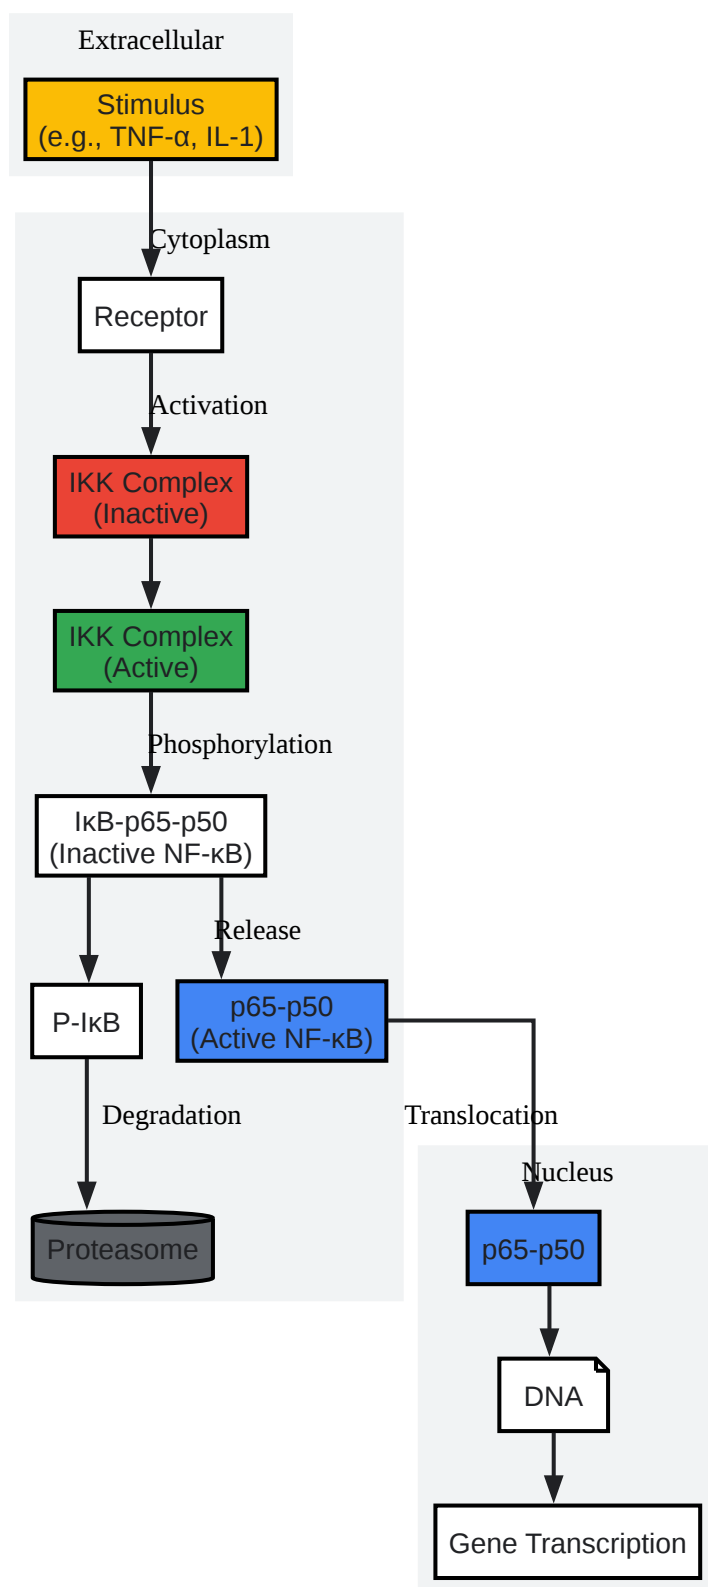 Extracellular
Stimulus
(e.g., TNF-α, IL-1)
Cytoplasm
Receptor
Activation
IKK Complex
(Inactive)
IKK Complex
(Active)
Phosphorylation
IκB-p65-p50
(Inactive NF-κB)
Release
P-IκB
p65-p50
(Active NF-κB)
Degradation
Translocation
Nucleus
Proteasome
p65-p50
DNA
Gene Transcription